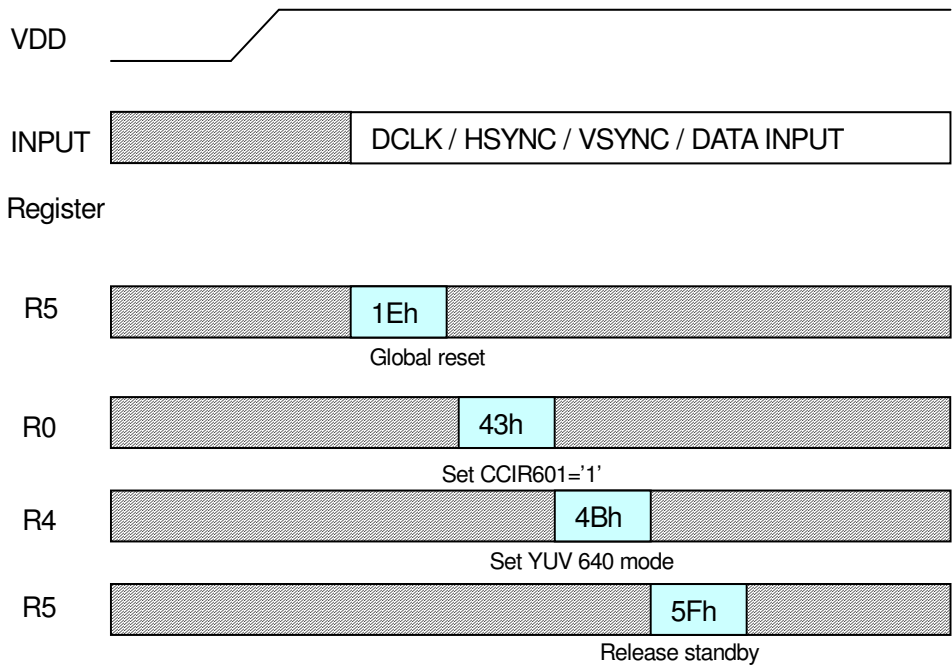 VDD
INPUT DCLK / HSYNC / VSYNC / DATA INPUT
Register
R5 1Eh
Global reset
R0 43h
Set CCIR601='1'
R4 4Bh
Set YUV 640 mode
R5 5Fh
Release standby